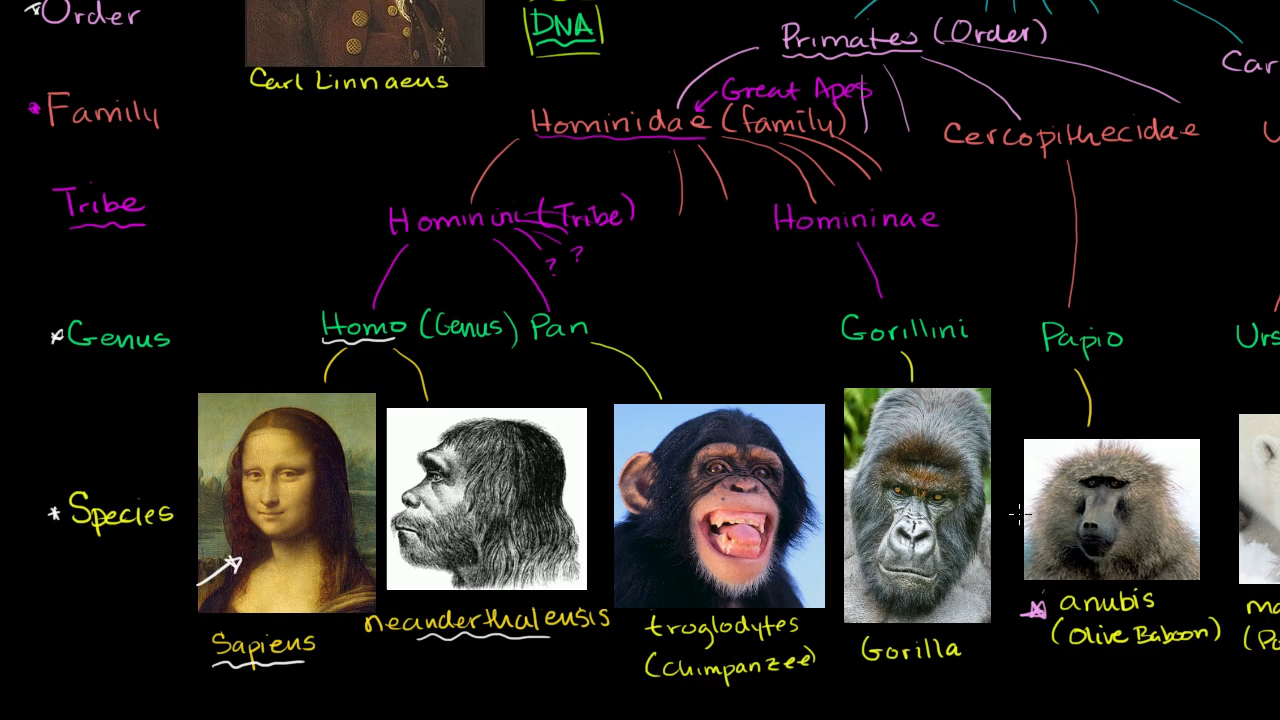 Order
Carl Linnaeus
DNA
Primates (Order)
Car
Great Apes
Family
Hominidae (family)
Cercopithecidae
Tribe
Hominini (Tribe)
Homininae
? ?
Genus
Homo (Genus) Pan
Gorillini
Papio
Urs
Species
Sapiens
neanderthalensis
troglodytes
(Chimpanzee)
Gorilla
anubis
(Olive Baboon)
ma
(Po